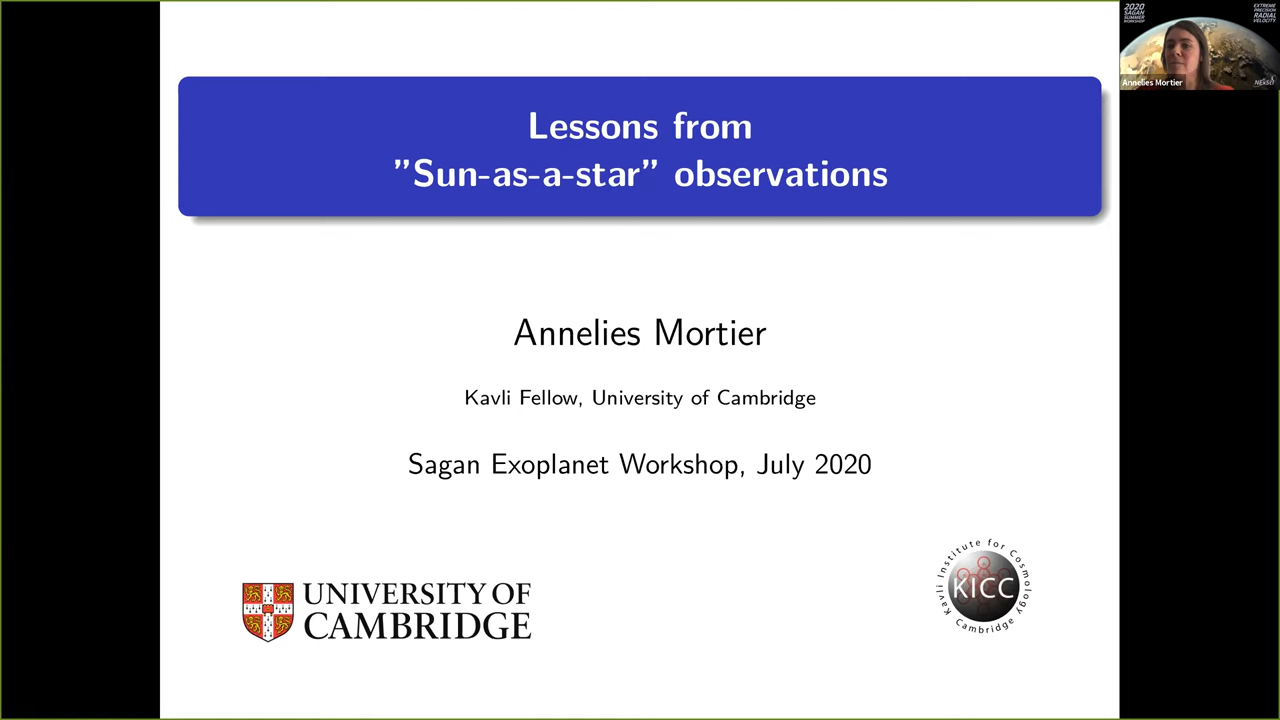 Lessons from
”Sun-as-a-star” observations
Annelies Mortier
Kavli Fellow, University of Cambridge
Sagan Exoplanet Workshop, July 2020
UNIVERSITY OF
CAMBRIDGE
Kavli Institute for Cosmology
KICC
Cambridge
2020
SAGAN
SUMMER
WORKSHOP
EXTREME
PRECISION
RADIAL
VELOCITY
Annelies Mortier